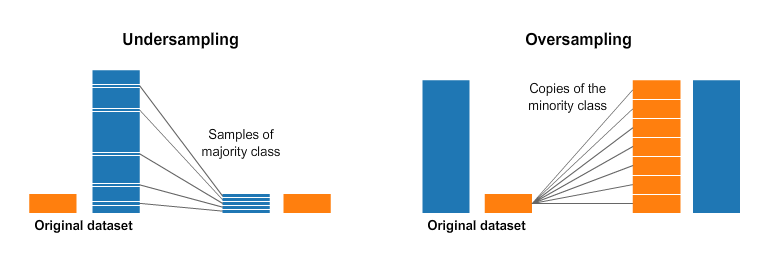 Undersampling
Samples of
majority class
Original dataset
Oversampling
Copies of the
minority class
Original dataset